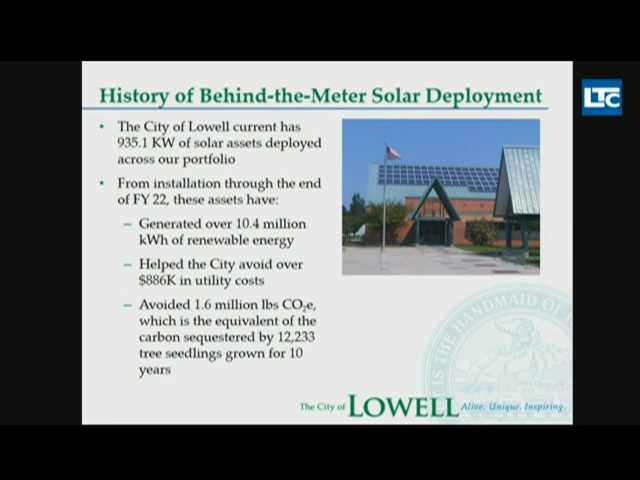 LTC
History of Behind-the-Meter Solar Deployment
• The City of Lowell current has
935.1 KW of solar assets deployed
across our portfolio
• From installation through the end
of FY 22, these assets have:
– Generated over 10.4 million
kWh of renewable energy
– Helped the City avoid over
$886K in utility costs
– Avoided 1.6 million lbs CO₂e,
which is the equivalent of the
carbon sequestered by 12,233
tree seedlings grown for 10
years
IS THE HANDMAID OF
The City of LOWELL Alive. Unique. Inspiring.